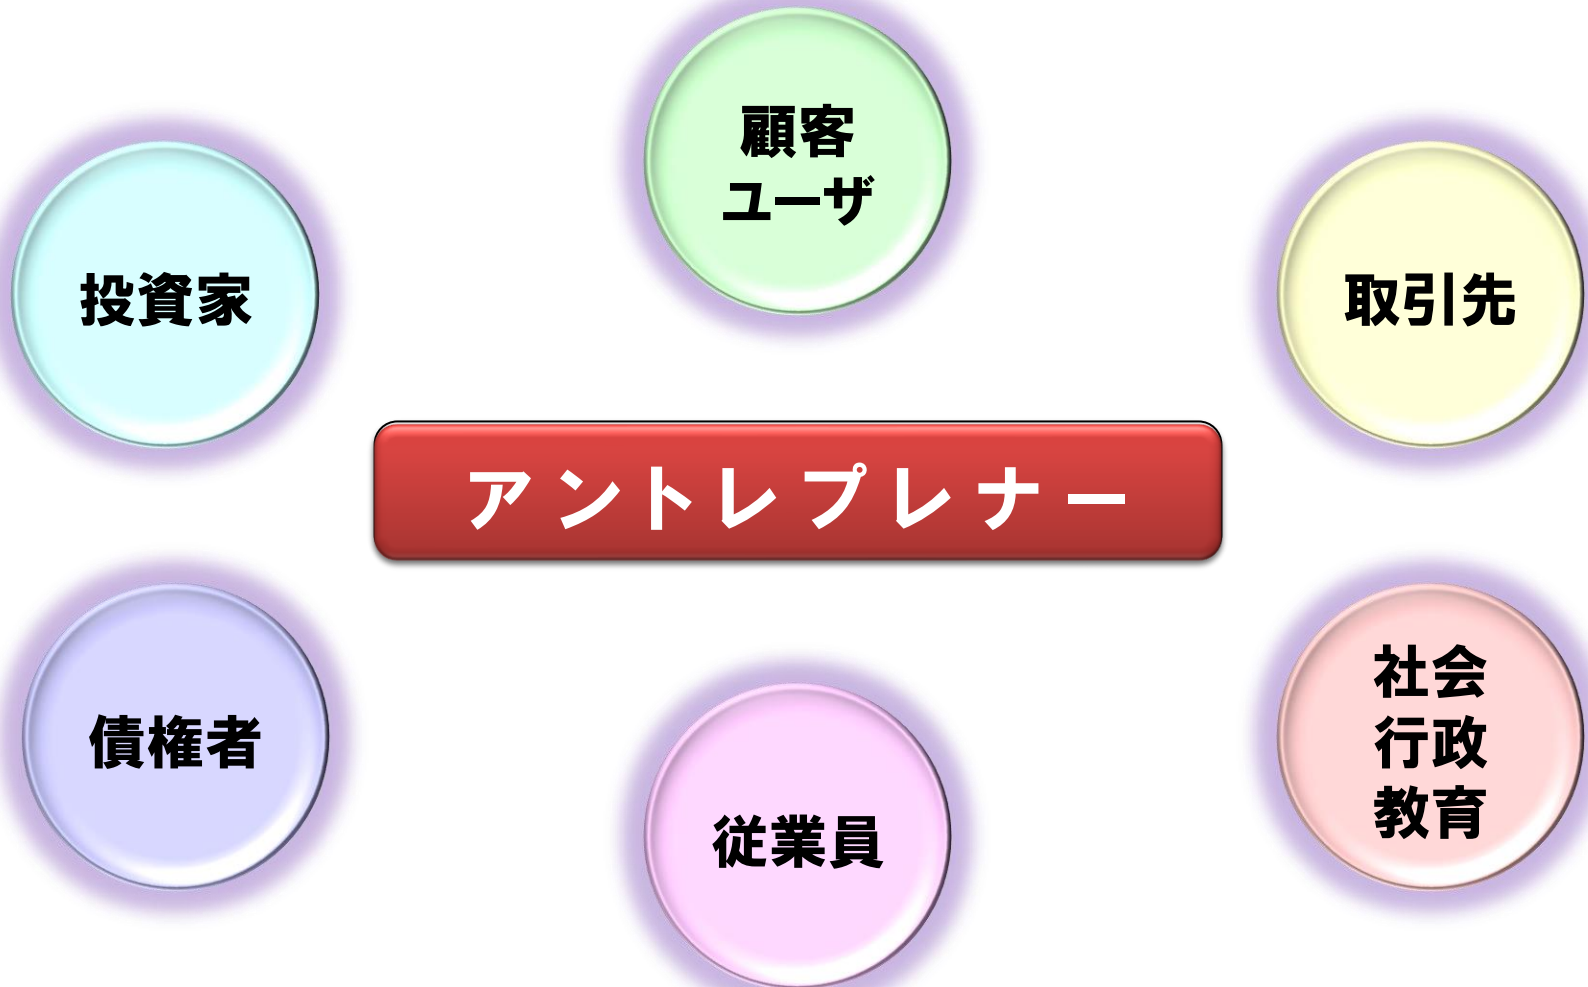 顧客
ユーザ
投資家
取引先
アントレプレナー
債権者
社会
行政
教育
従業員